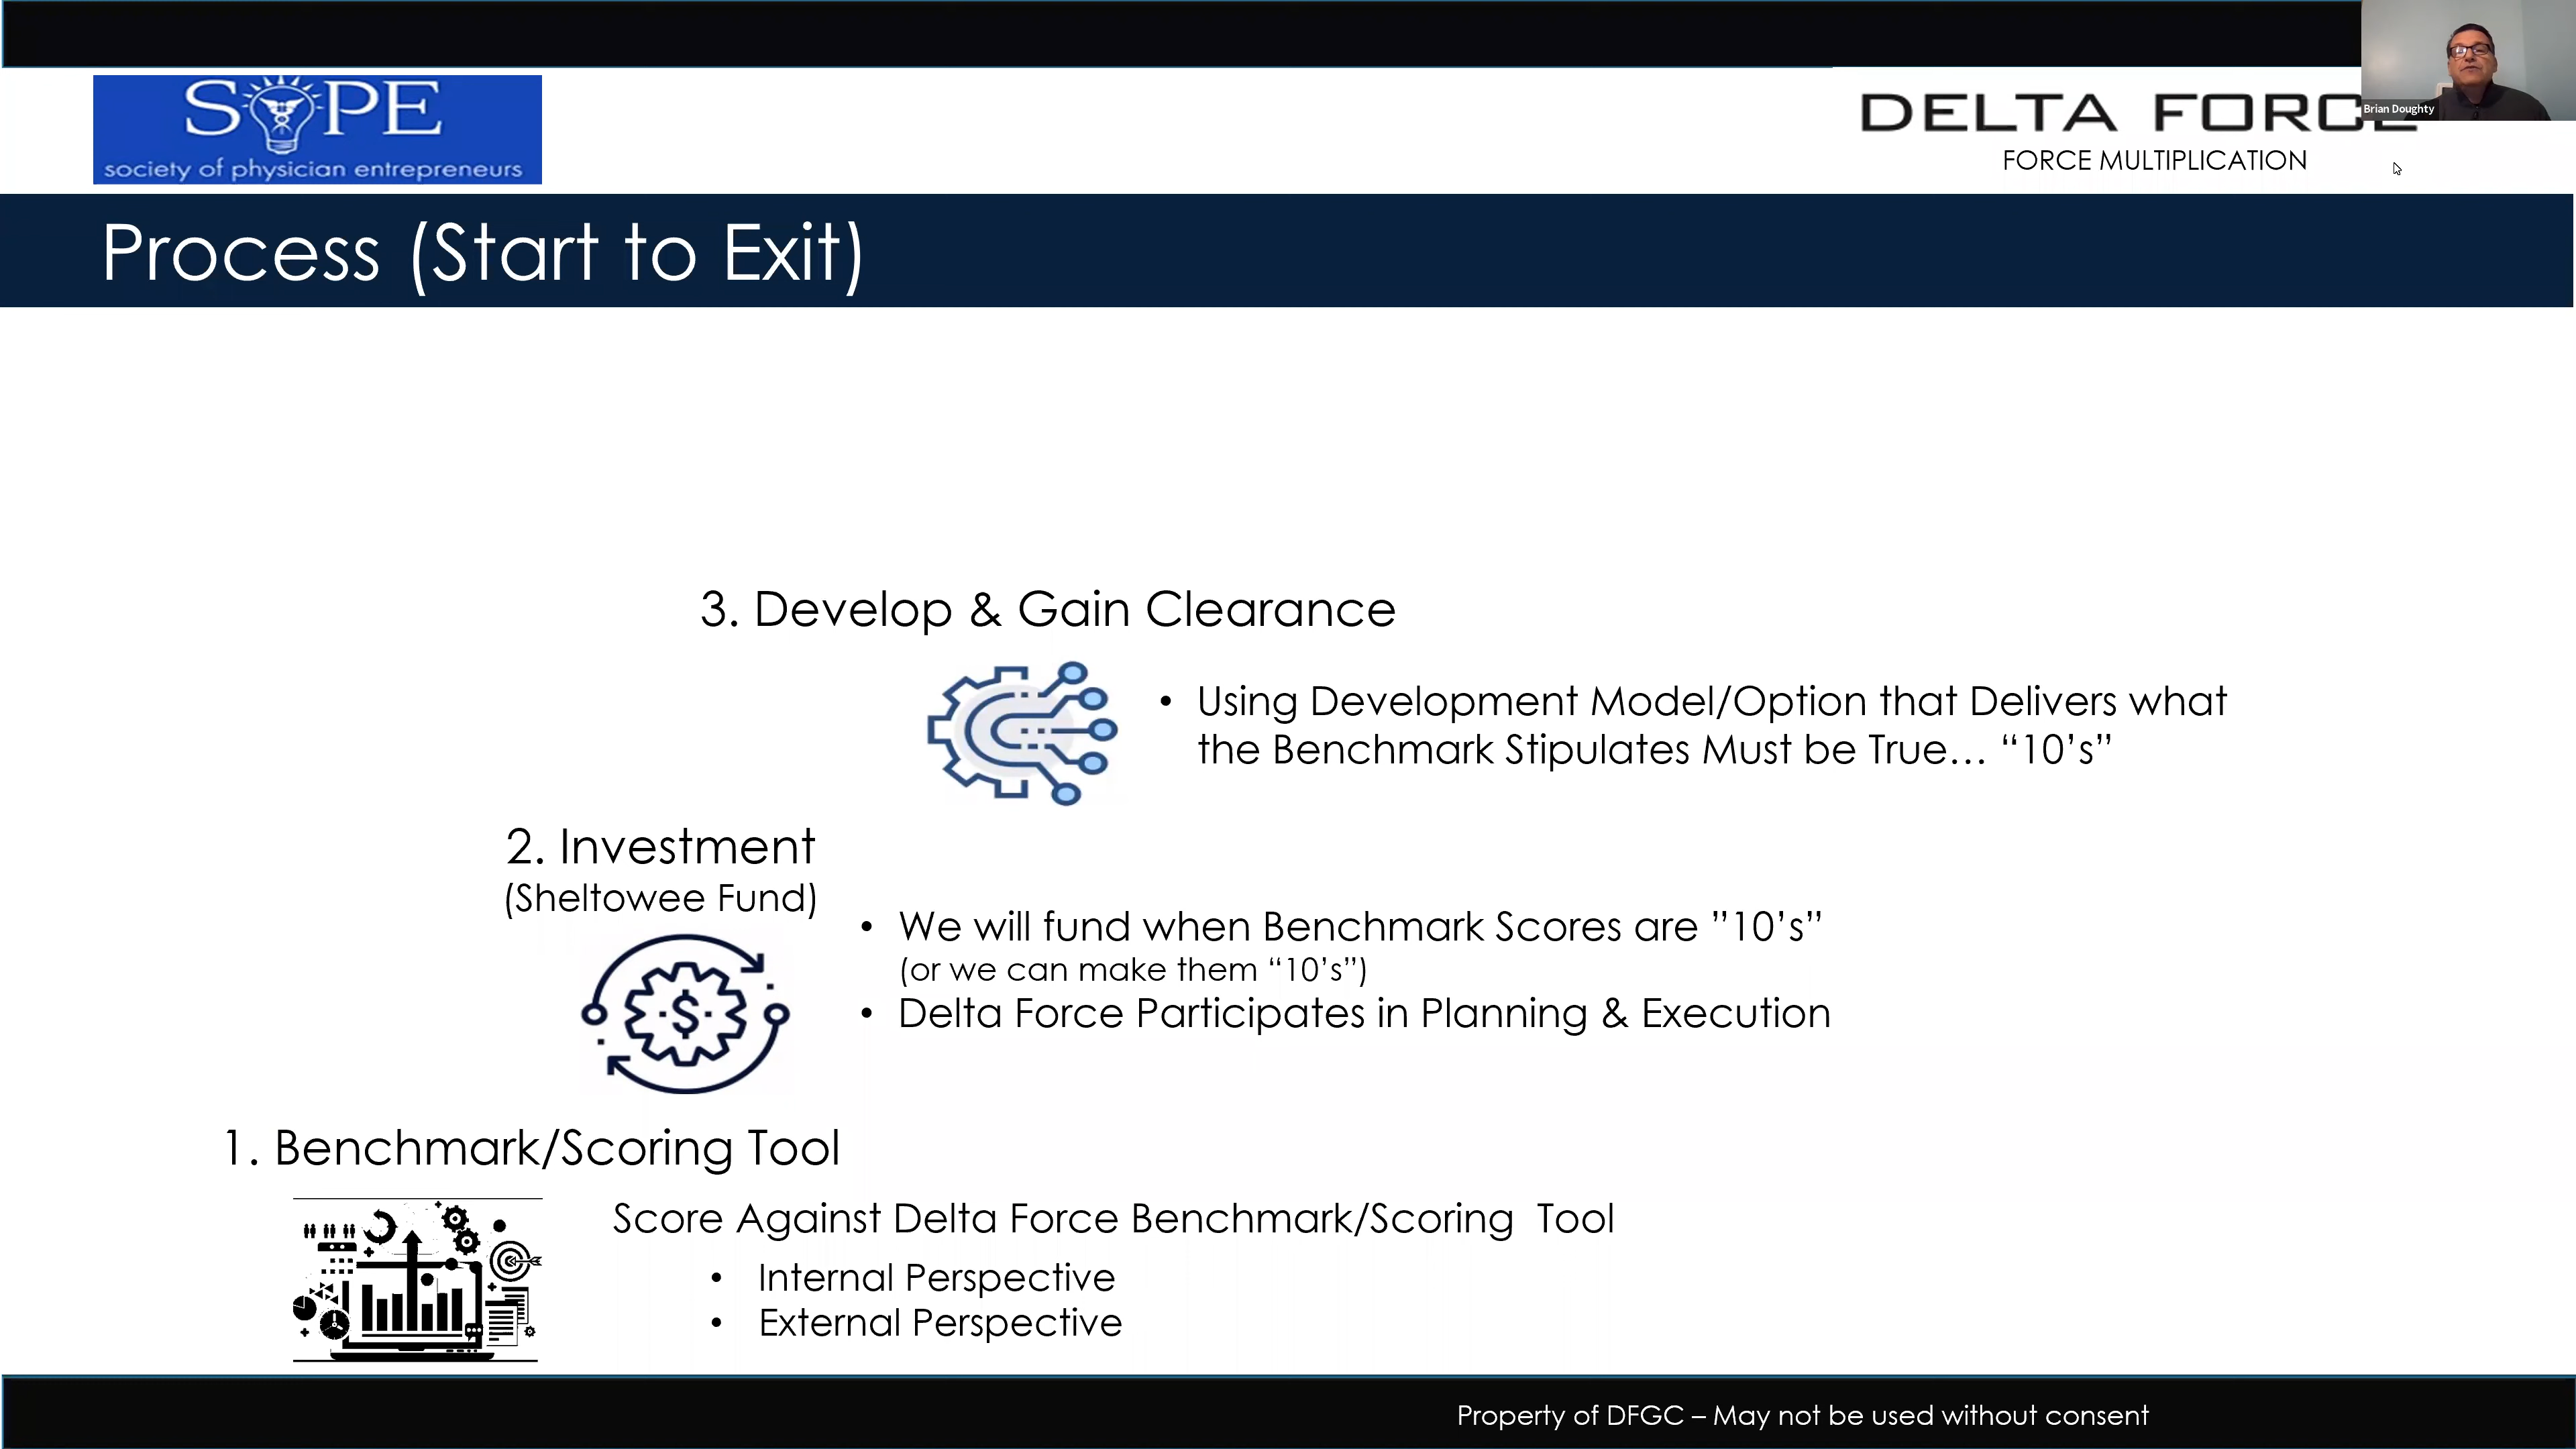 SOPE
society of physician entrepreneurs
DELTA FORCE
FORCE MULTIPLICATION
Brian Doughty
Process (Start to Exit)
3. Develop & Gain Clearance
• Using Development Model/Option that Delivers what
the Benchmark Stipulates Must be True... “10’s”
2. Investment
(Sheltowee Fund)
• We will fund when Benchmark Scores are ”10’s”
(or we can make them “10’s”)
• Delta Force Participates in Planning & Execution
$
1. Benchmark/Scoring Tool
Score Against Delta Force Benchmark/Scoring Tool
• Internal Perspective
• External Perspective
Property of DFGC – May not be used without consent